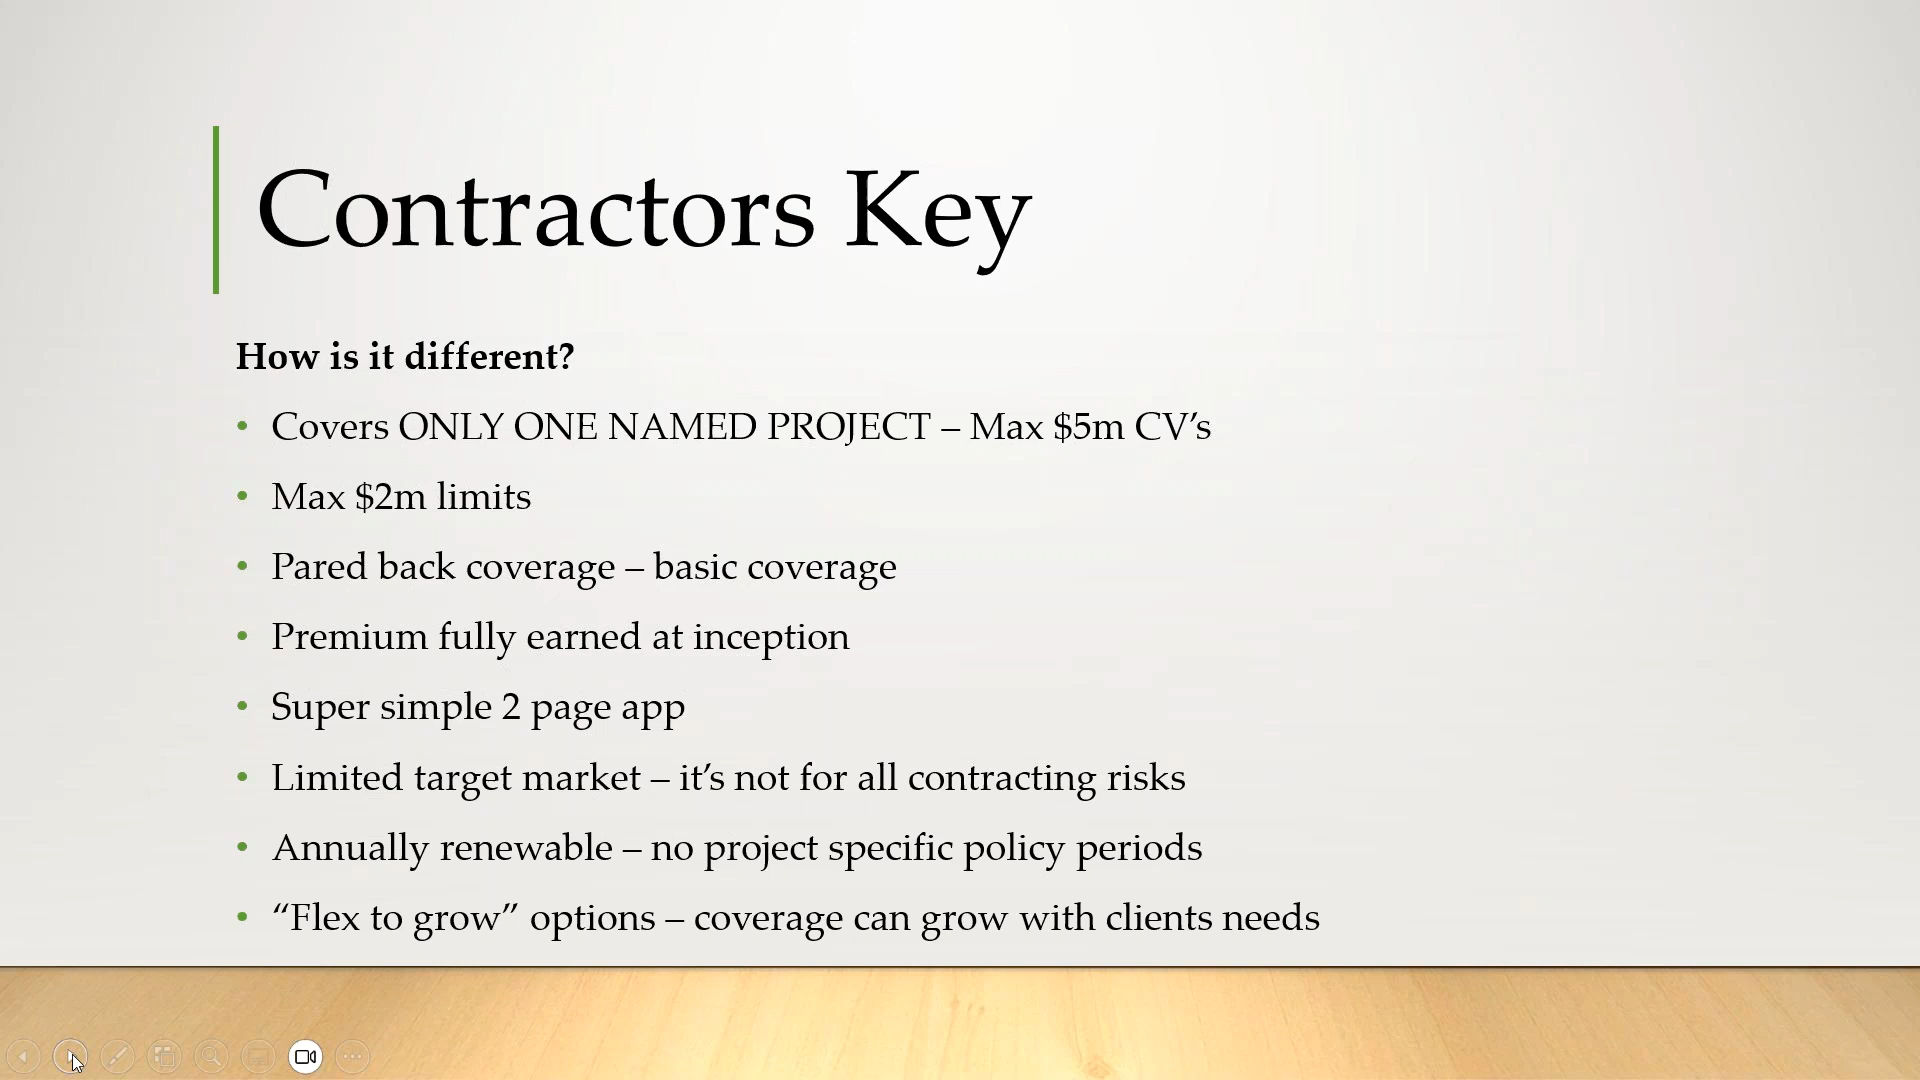 Contractors Key
How is it different?
• Covers ONLY ONE NAMED PROJECT – Max $5m CV’s
• Max $2m limits
• Pared back coverage – basic coverage
• Premium fully earned at inception
• Super simple 2 page app
• Limited target market – it’s not for all contracting risks
• Annually renewable – no project specific policy periods
• “Flex to grow” options – coverage can grow with clients needs